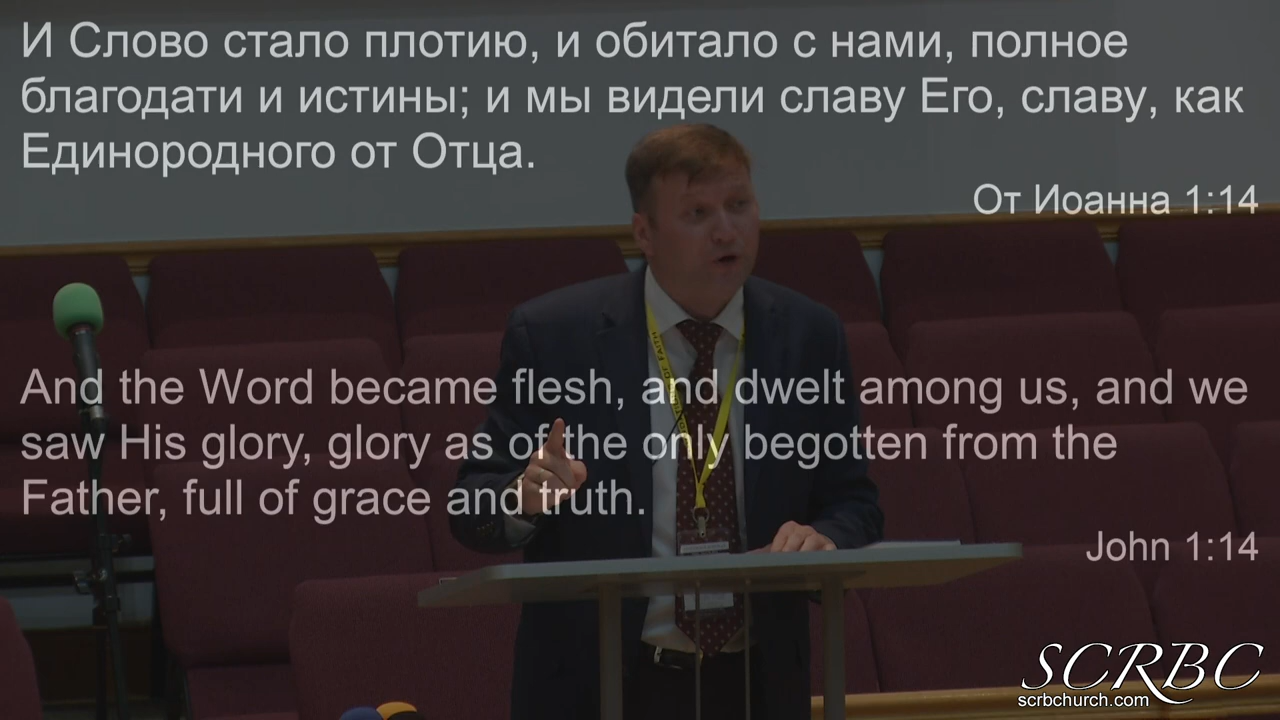 И Слово стало плотию, и обитало с нами, полное
благодати и истины; и мы видели славу Его, славу, как
Единородного от Отца.
От Иоанна 1:14
And the Word became flesh, and dwelt among us, and we
saw His glory, glory as of the only begotten from the
Father, full of grace and truth.
John 1:14
SCRBC
scrbchurch.com